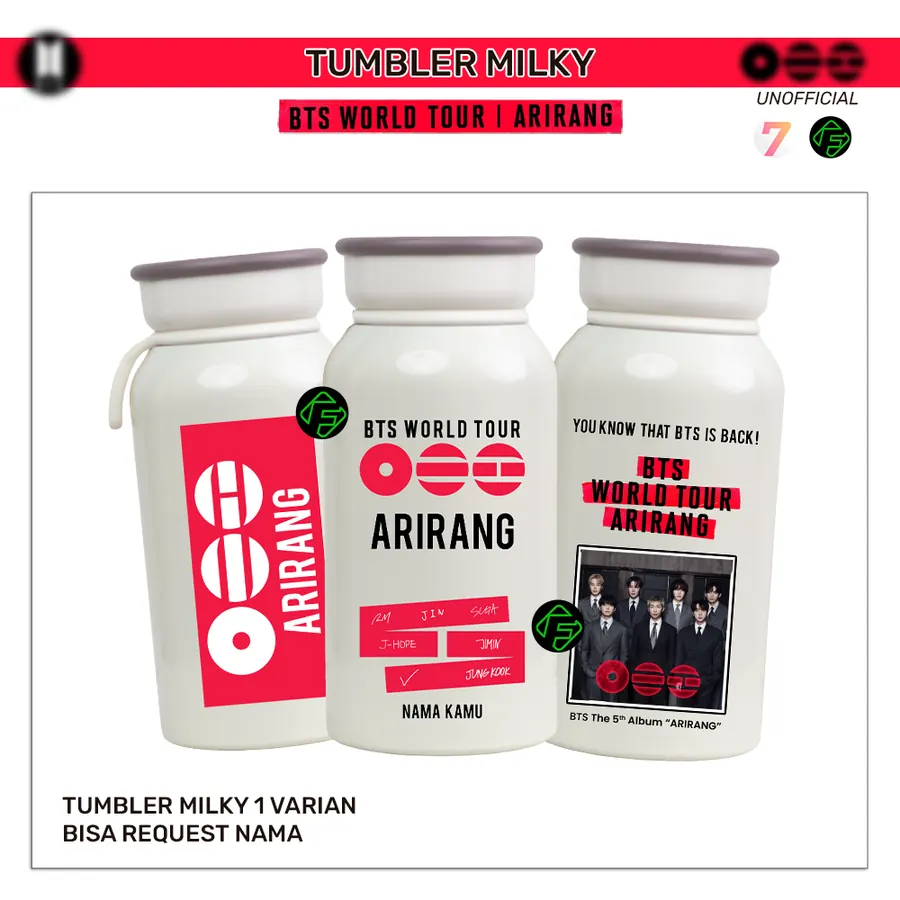 TUMBLER MILKY
BTS WORLD TOUR | ARIRANG
UNOFFICIAL
7
ARIRANG
BTS WORLD TOUR
ARIRANG
RM JIN SUGA
J-HOPE JIMIN
JUNG KOOK
NAMA KAMU
YOU KNOW THAT BTS IS BACK!
BTS
WORLD TOUR
ARIRANG
BTS The 5th Album "ARIRANG"
TUMBLER MILKY 1 VARIAN
BISA REQUEST NAMA